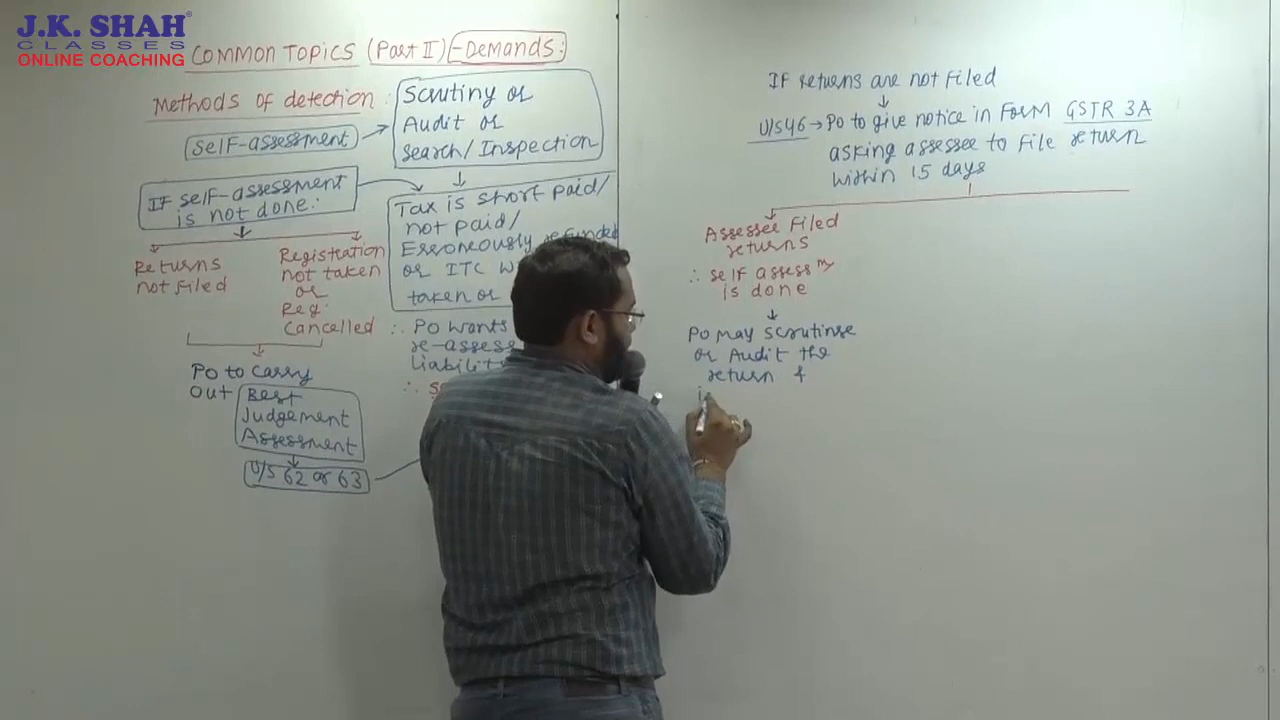 J.K. SHAH®
CLASSES
ONLINE COACHING
COMMON TOPICS (Part II) - Demands:
Methods of detection:
Self-assessment
Scrutiny or
Audit or
search/Inspection
IF self-assessment
is not done:
Tax is short paid/
not paid/
Erroneously refunded
or ITC
taken or
Returns
not filed
Registration
not taken
or
Reg.
Cancelled
∴ PO wants
re-assess
liability
∴
PO to carry
out Best
Judgement
Assessment
U/s 62 or 63
IF returns are not filed
U/s 46 → PO to give notice in Form GSTR 3A
asking assessee to file return
within 15 days
Assessee filed
returns
∴ self assessmy
is done
PO may scrutinse
or Audit the
return &